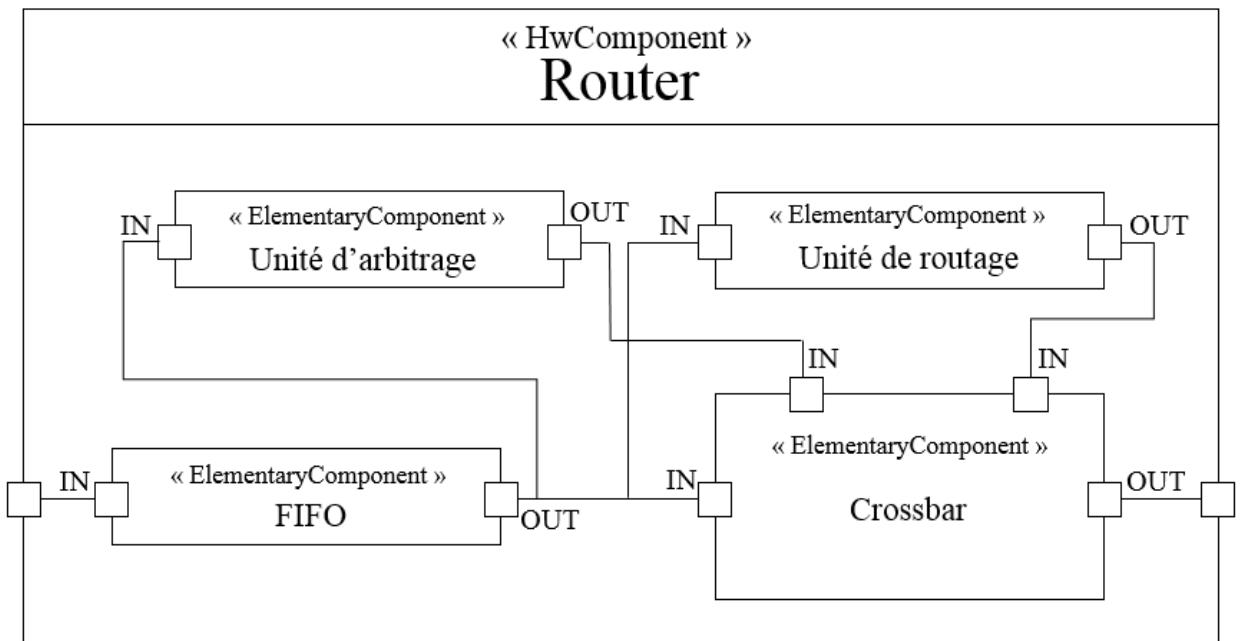 « HwComponent »
Router
IN
« ElementaryComponent »
Unité d’arbitrage
OUT
IN
« ElementaryComponent »
Unité de routage
OUT
IN
IN
IN
« ElementaryComponent »
FIFO
OUT
IN
« ElementaryComponent »
Crossbar
OUT